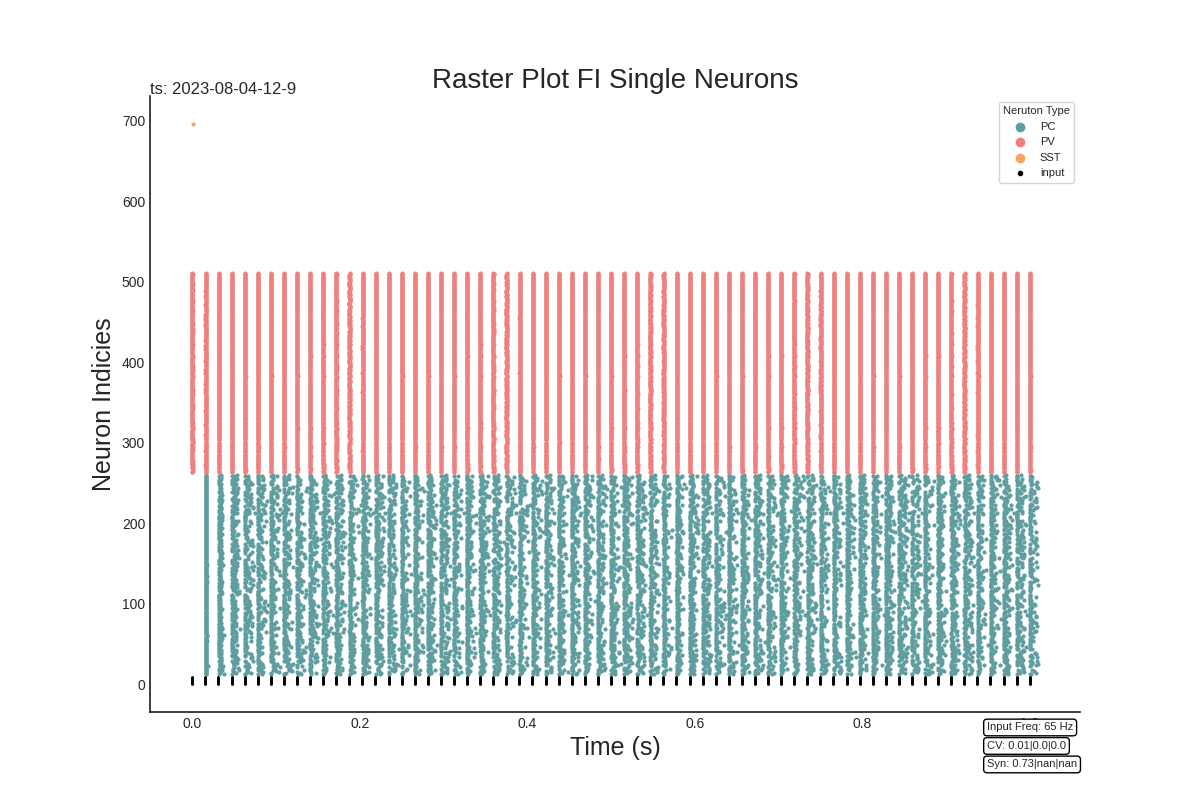 Raster Plot FI Single Neurons
ts: 2023-08-04-12-9
Neruton Type
PC
PV
SST
input
700
600
500
400
300
200
100
0
Neuron Indicies
0.0 0.2 0.4 0.6 0.8
Time (s)
Input Freq: 65 Hz
CV: 0.01|0.0|0.0
Syn: 0.73|nan|nan